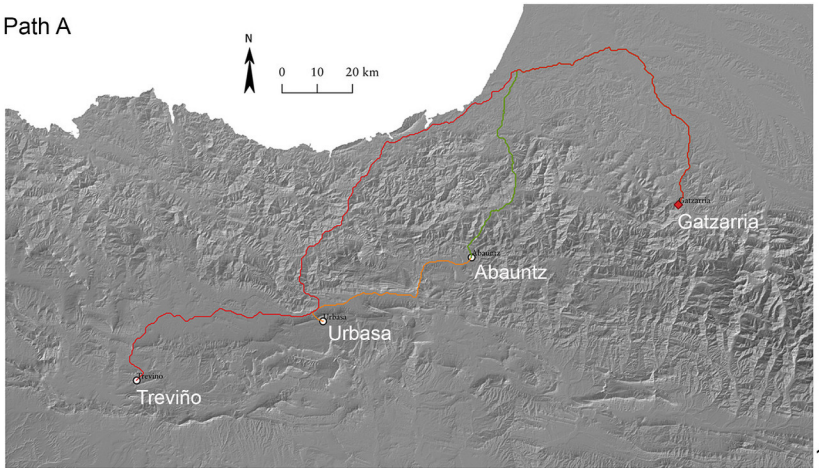 Path A
N
0 10 20 km
Gatzarria
Gatzarria
Abauntz
Abauntz
Urbasa
Urbasa
Treviño
Treviño